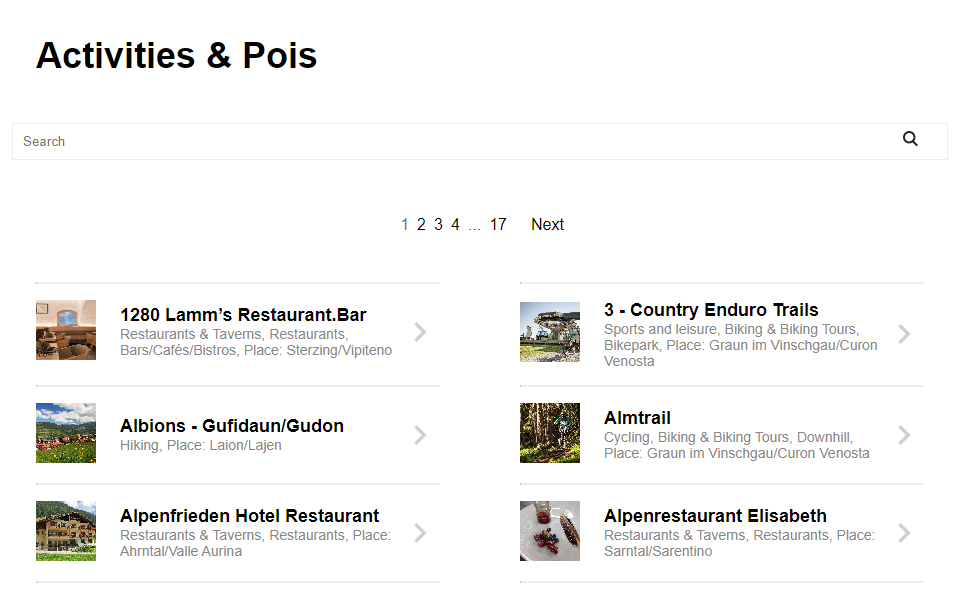 Activities & Pois
Search
1 2 3 4 ... 17 Next
1280 Lamm’s Restaurant.Bar
Restaurants & Taverns, Restaurants,
Bars/Cafés/Bistros, Place: Sterzing/Vipiteno
3 - Country Enduro Trails
Sports and leisure, Biking & Biking Tours,
Bikepark, Place: Graun im Vinschgau/Curon
Venosta
Albions - Gufidaun/Gudon
Hiking, Place: Laion/Lajen
Almtrail
Cycling, Biking & Biking Tours, Downhill,
Place: Graun im Vinschgau/Curon Venosta
Alpenfrieden Hotel Restaurant
Restaurants & Taverns, Restaurants, Place:
Ahrntal/Valle Aurina
Alpenrestaurant Elisabeth
Restaurants & Taverns, Restaurants, Place:
Sarntal/Sarentino